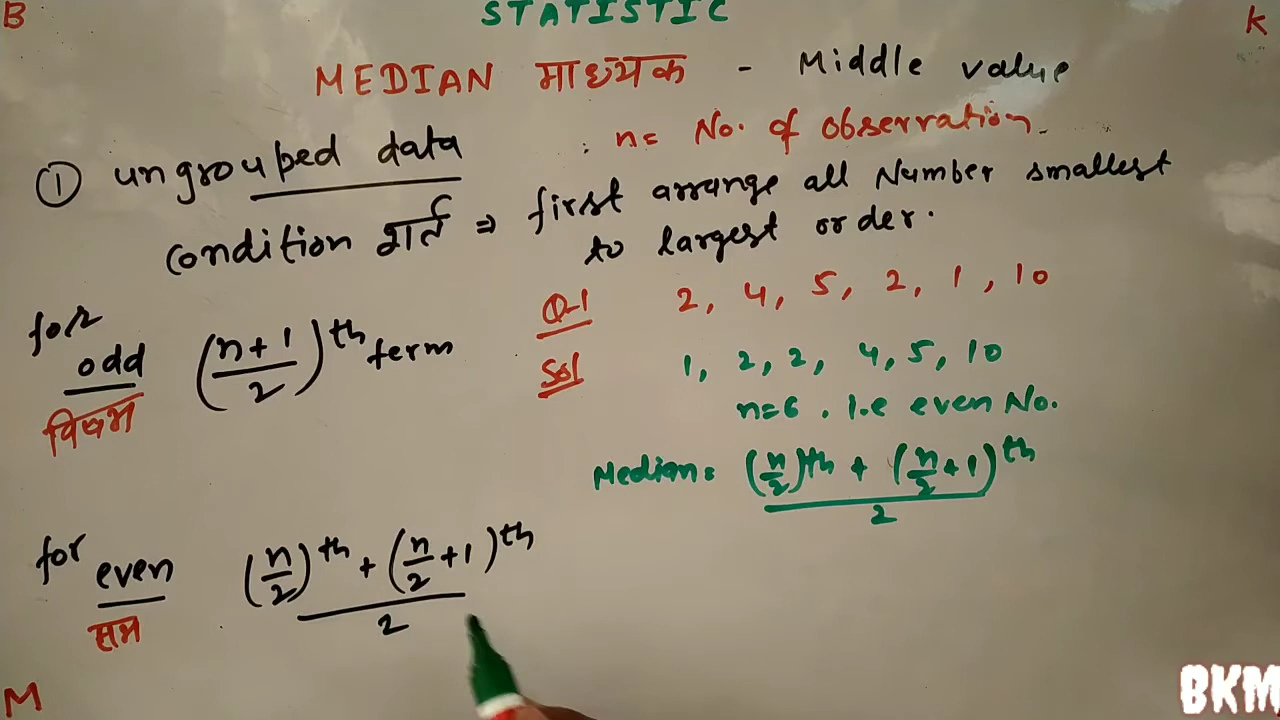 B
STATISTIC
K
MEDIAN माध्यक - Middle value
: n= No. of observation.
① ungrouped data
condition शर्त ⇒ first arrange all Number smallest
to largest order.
for
odd (n+1/2)th term
विषम
Q-1 2, 4, 5, 2, 1, 10
Sol 1, 2, 2, 4, 5, 10
n=6. I.e even No.
Median = (n/2)th + (n/2+1)th
2
for even (n/2)th + (n/2+1)th
2
सम
M
BKM